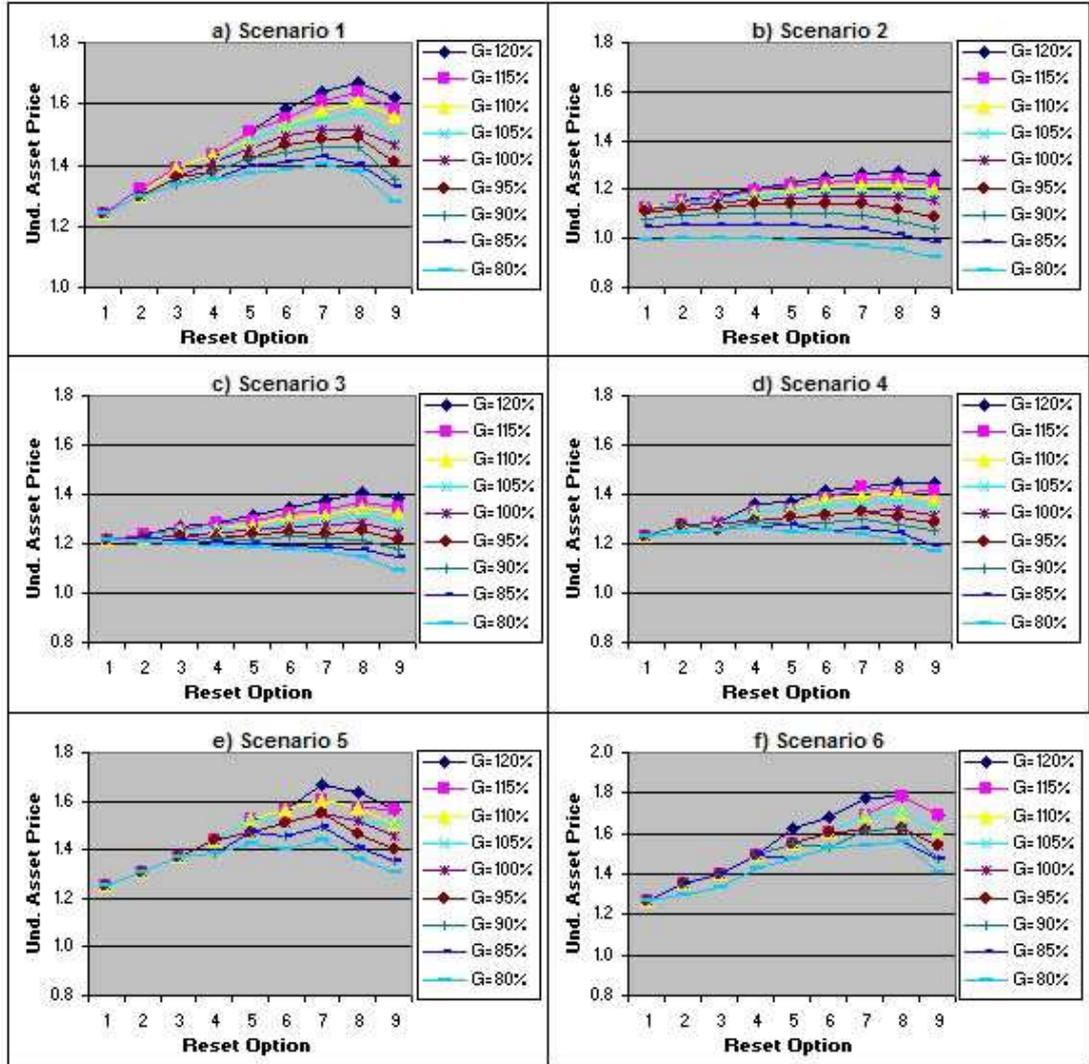 a) Scenario 1
1.8
1.6
1.4
1.2
1.0
Und. Asset Price
1 2 3 4 5 6 7 8 9
Reset Option
G=120%
G=115%
G=110%
G=105%
G=100%
G=95%
G=90%
G=85%
G=80%
b) Scenario 2
1.8
1.6
1.4
1.2
1.0
0.8
Und. Asset Price
1 2 3 4 5 6 7 8 9
Reset Option
G=120%
G=115%
G=110%
G=105%
G=100%
G=95%
G=90%
G=85%
G=80%
c) Scenario 3
1.8
1.6
1.4
1.2
1.0
0.8
Und. Asset Price
1 2 3 4 5 6 7 8 9
Reset Option
G=120%
G=115%
G=110%
G=105%
G=100%
G=95%
G=90%
G=85%
G=80%
d) Scenario 4
1.8
1.6
1.4
1.2
1.0
0.8
Und. Asset Price
1 2 3 4 5 6 7 8 9
Reset Option
G=120%
G=115%
G=110%
G=105%
G=100%
G=95%
G=90%
G=85%
G=80%
e) Scenario 5
1.8
1.6
1.4
1.2
1.0
0.8
Und. Asset Price
1 2 3 4 5 6 7 8 9
Reset Option
G=120%
G=115%
G=110%
G=105%
G=100%
G=95%
G=90%
G=85%
G=80%
f) Scenario 6
2.0
1.8
1.6
1.4
1.2
1.0
0.8
Und. Asset Price
1 2 3 4 5 6 7 8 9
Reset Option
G=120%
G=115%
G=110%
G=105%
G=100%
G=95%
G=90%
G=85%
G=80%